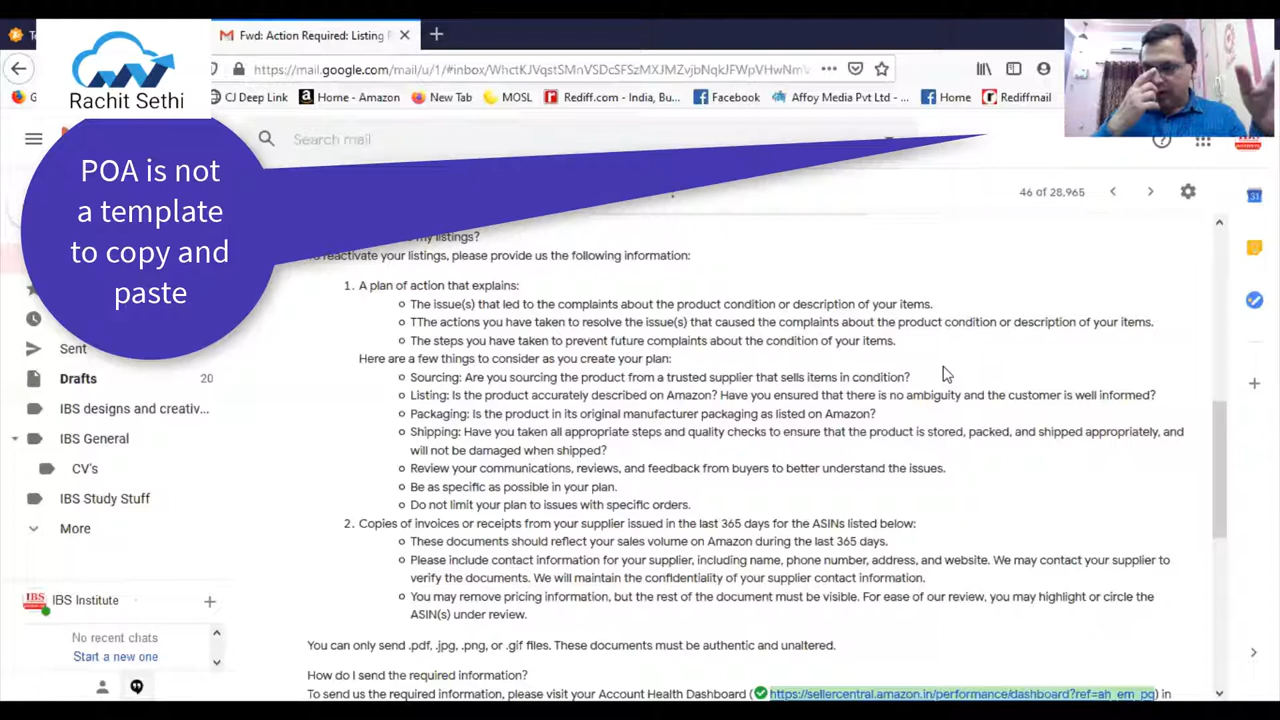 Fwd: Action Required: Listing
https://mail.google.com/mail/u/1/#inbox/WhctKJVqstSMnVSDcSFSzMXJMZvjbNqkJFWpVHwNmV
CJ Deep Link
Home - Amazon
New Tab
MOSL
Rediff.com - India, Bu...
Facebook
Affoy Media Pvt Ltd - ...
Home
Rediffmail
Rachit Sethi
POA is not
a template
to copy and
paste
Search mail
46 of 28,965
my listings?
reactivate your listings, please provide us the following information:
1. A plan of action that explains:
The issue(s) that led to the complaints about the product condition or description of your items.
TThe actions you have taken to resolve the issue(s) that caused the complaints about the product condition or description of your items.
The steps you have taken to prevent future complaints about the condition of your items.
Here are a few things to consider as you create your plan:
Sourcing: Are you sourcing the product from a trusted supplier that sells items in condition?
Listing: Is the product accurately described on Amazon? Have you ensured that there is no ambiguity and the customer is well informed?
Packaging: Is the product in its original manufacturer packaging as listed on Amazon?
Shipping: Have you taken all appropriate steps and quality checks to ensure that the product is stored, packed, and shipped appropriately, and
will not be damaged when shipped?
Review your communications, reviews, and feedback from buyers to better understand the issues.
Be as specific as possible in your plan.
Do not limit your plan to issues with specific orders.
2. Copies of invoices or receipts from your supplier issued in the last 365 days for the ASINs listed below:
These documents should reflect your sales volume on Amazon during the last 365 days.
Please include contact information for your supplier, including name, phone number, address, and website. We may contact your supplier to
verify the documents. We will maintain the confidentiality of your supplier contact information.
You may remove pricing information, but the rest of the document must be visible. For ease of our review, you may highlight or circle the
ASIN(s) under review.
You can only send .pdf, .jpg, .png, or .gif files. These documents must be authentic and unaltered.
How do I send the required information?
To send us the required information, please visit your Account Health Dashboard (https://sellercentral.amazon.in/performance/dashboard?ref=ah_em_pq) in
Sent
Drafts 20
IBS designs and creativ...
IBS General
CV's
IBS Study Stuff
More
IBS Institute
No recent chats
Start a new one